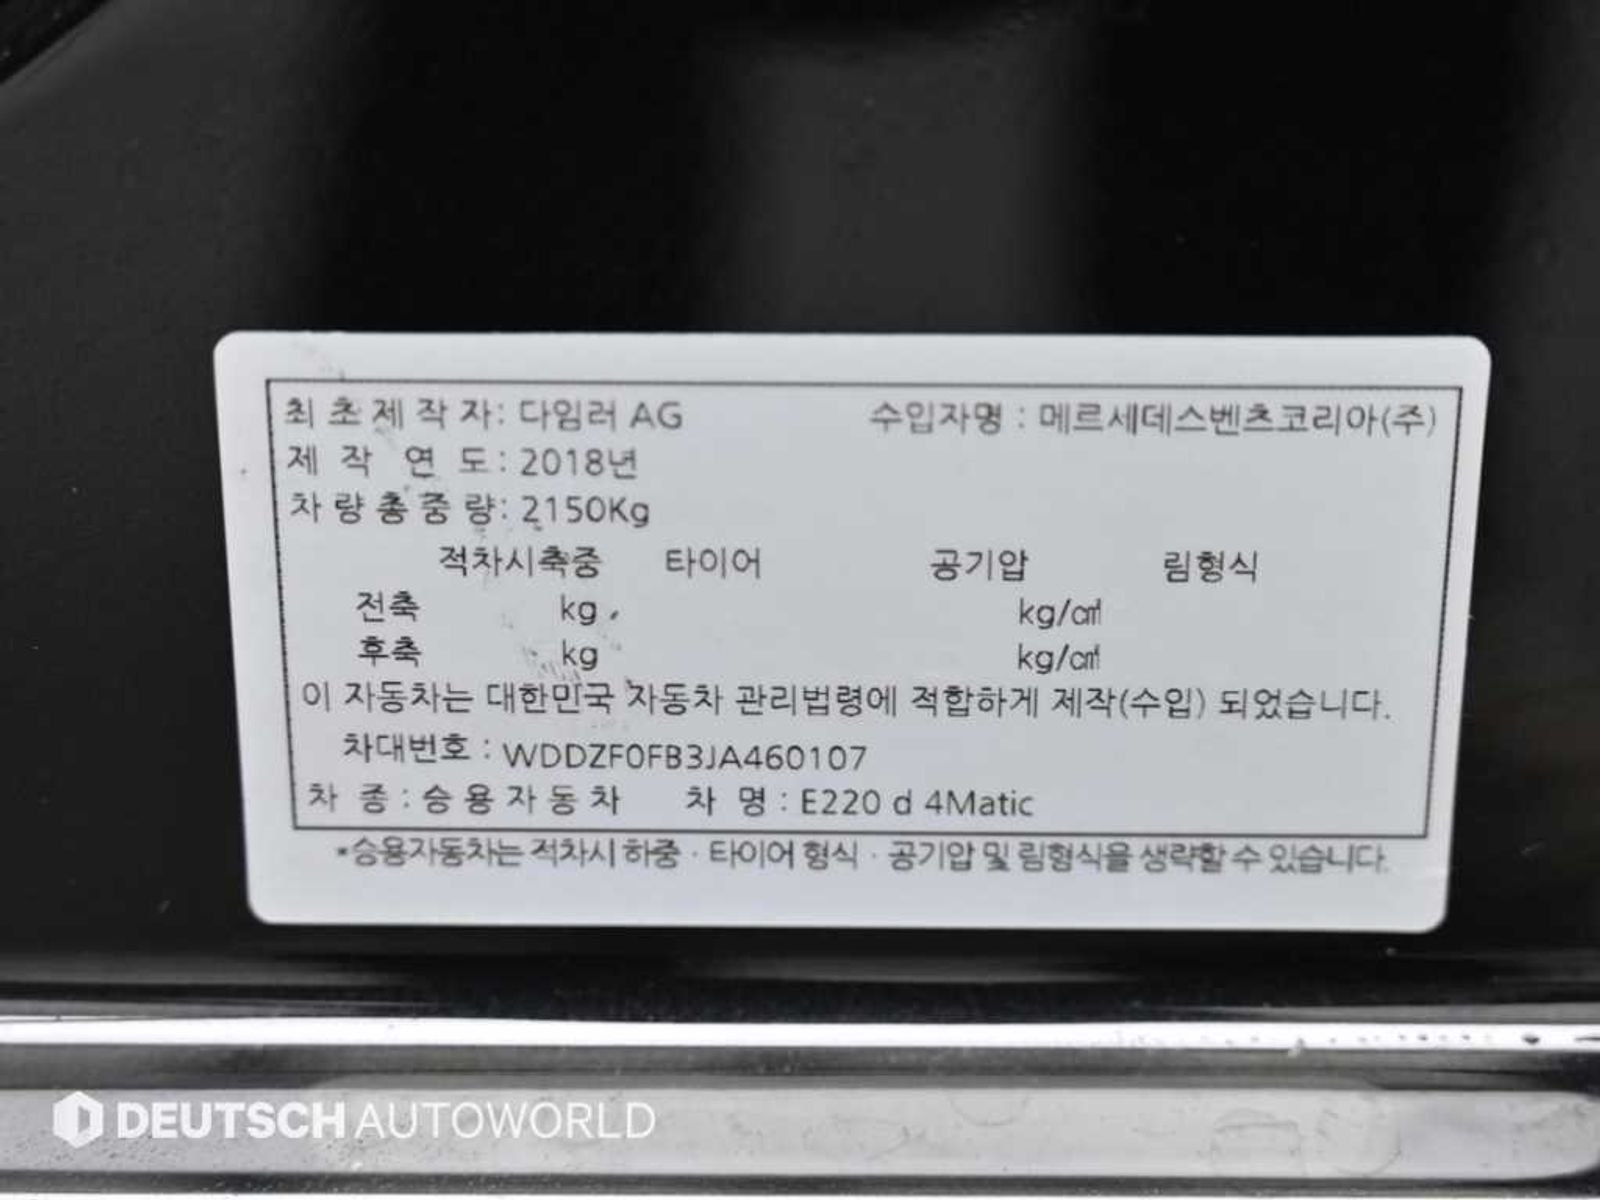 최초제작자: 다임러 AG 수입자명 : 메르세데스벤츠코리아(주)
제 작 연 도 : 2018년
차량총중량: 2150Kg
적차시축중 타이어 공기압 림형식
전축 kg kg/㎠
후축 kg kg/㎠
이 자동차는 대한민국 자동차 관리법령에 적합하게 제작(수입) 되었습니다.
차대번호 : WDDZF0FB3JA460107
차 종 : 승용자동차 차 명 : E220 d 4Matic
*승용자동차는 적차시 하중 · 타이어 형식 · 공기압 및 림형식을 생략할 수 있습니다.
DEUTSCH AUTOWORLD